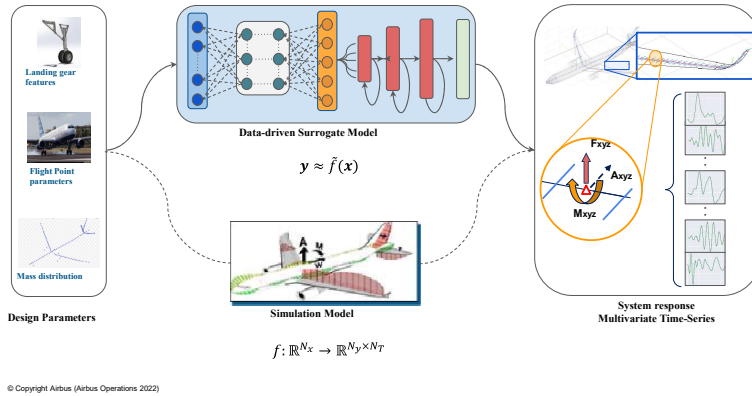 Landing gear
features
Flight Point
parameters
Mass distribution
Design Parameters
Data-driven Surrogate Model
𝒚 ≈ f̃(𝒙)
A
M
W
Simulation Model
f: ℝ^{N_x} → ℝ^{N_y×N_T}
Fxyz
Axyz
Mxyz
System response
Multivariate Time-Series
© Copyright Airbus (Airbus Operations 2022)